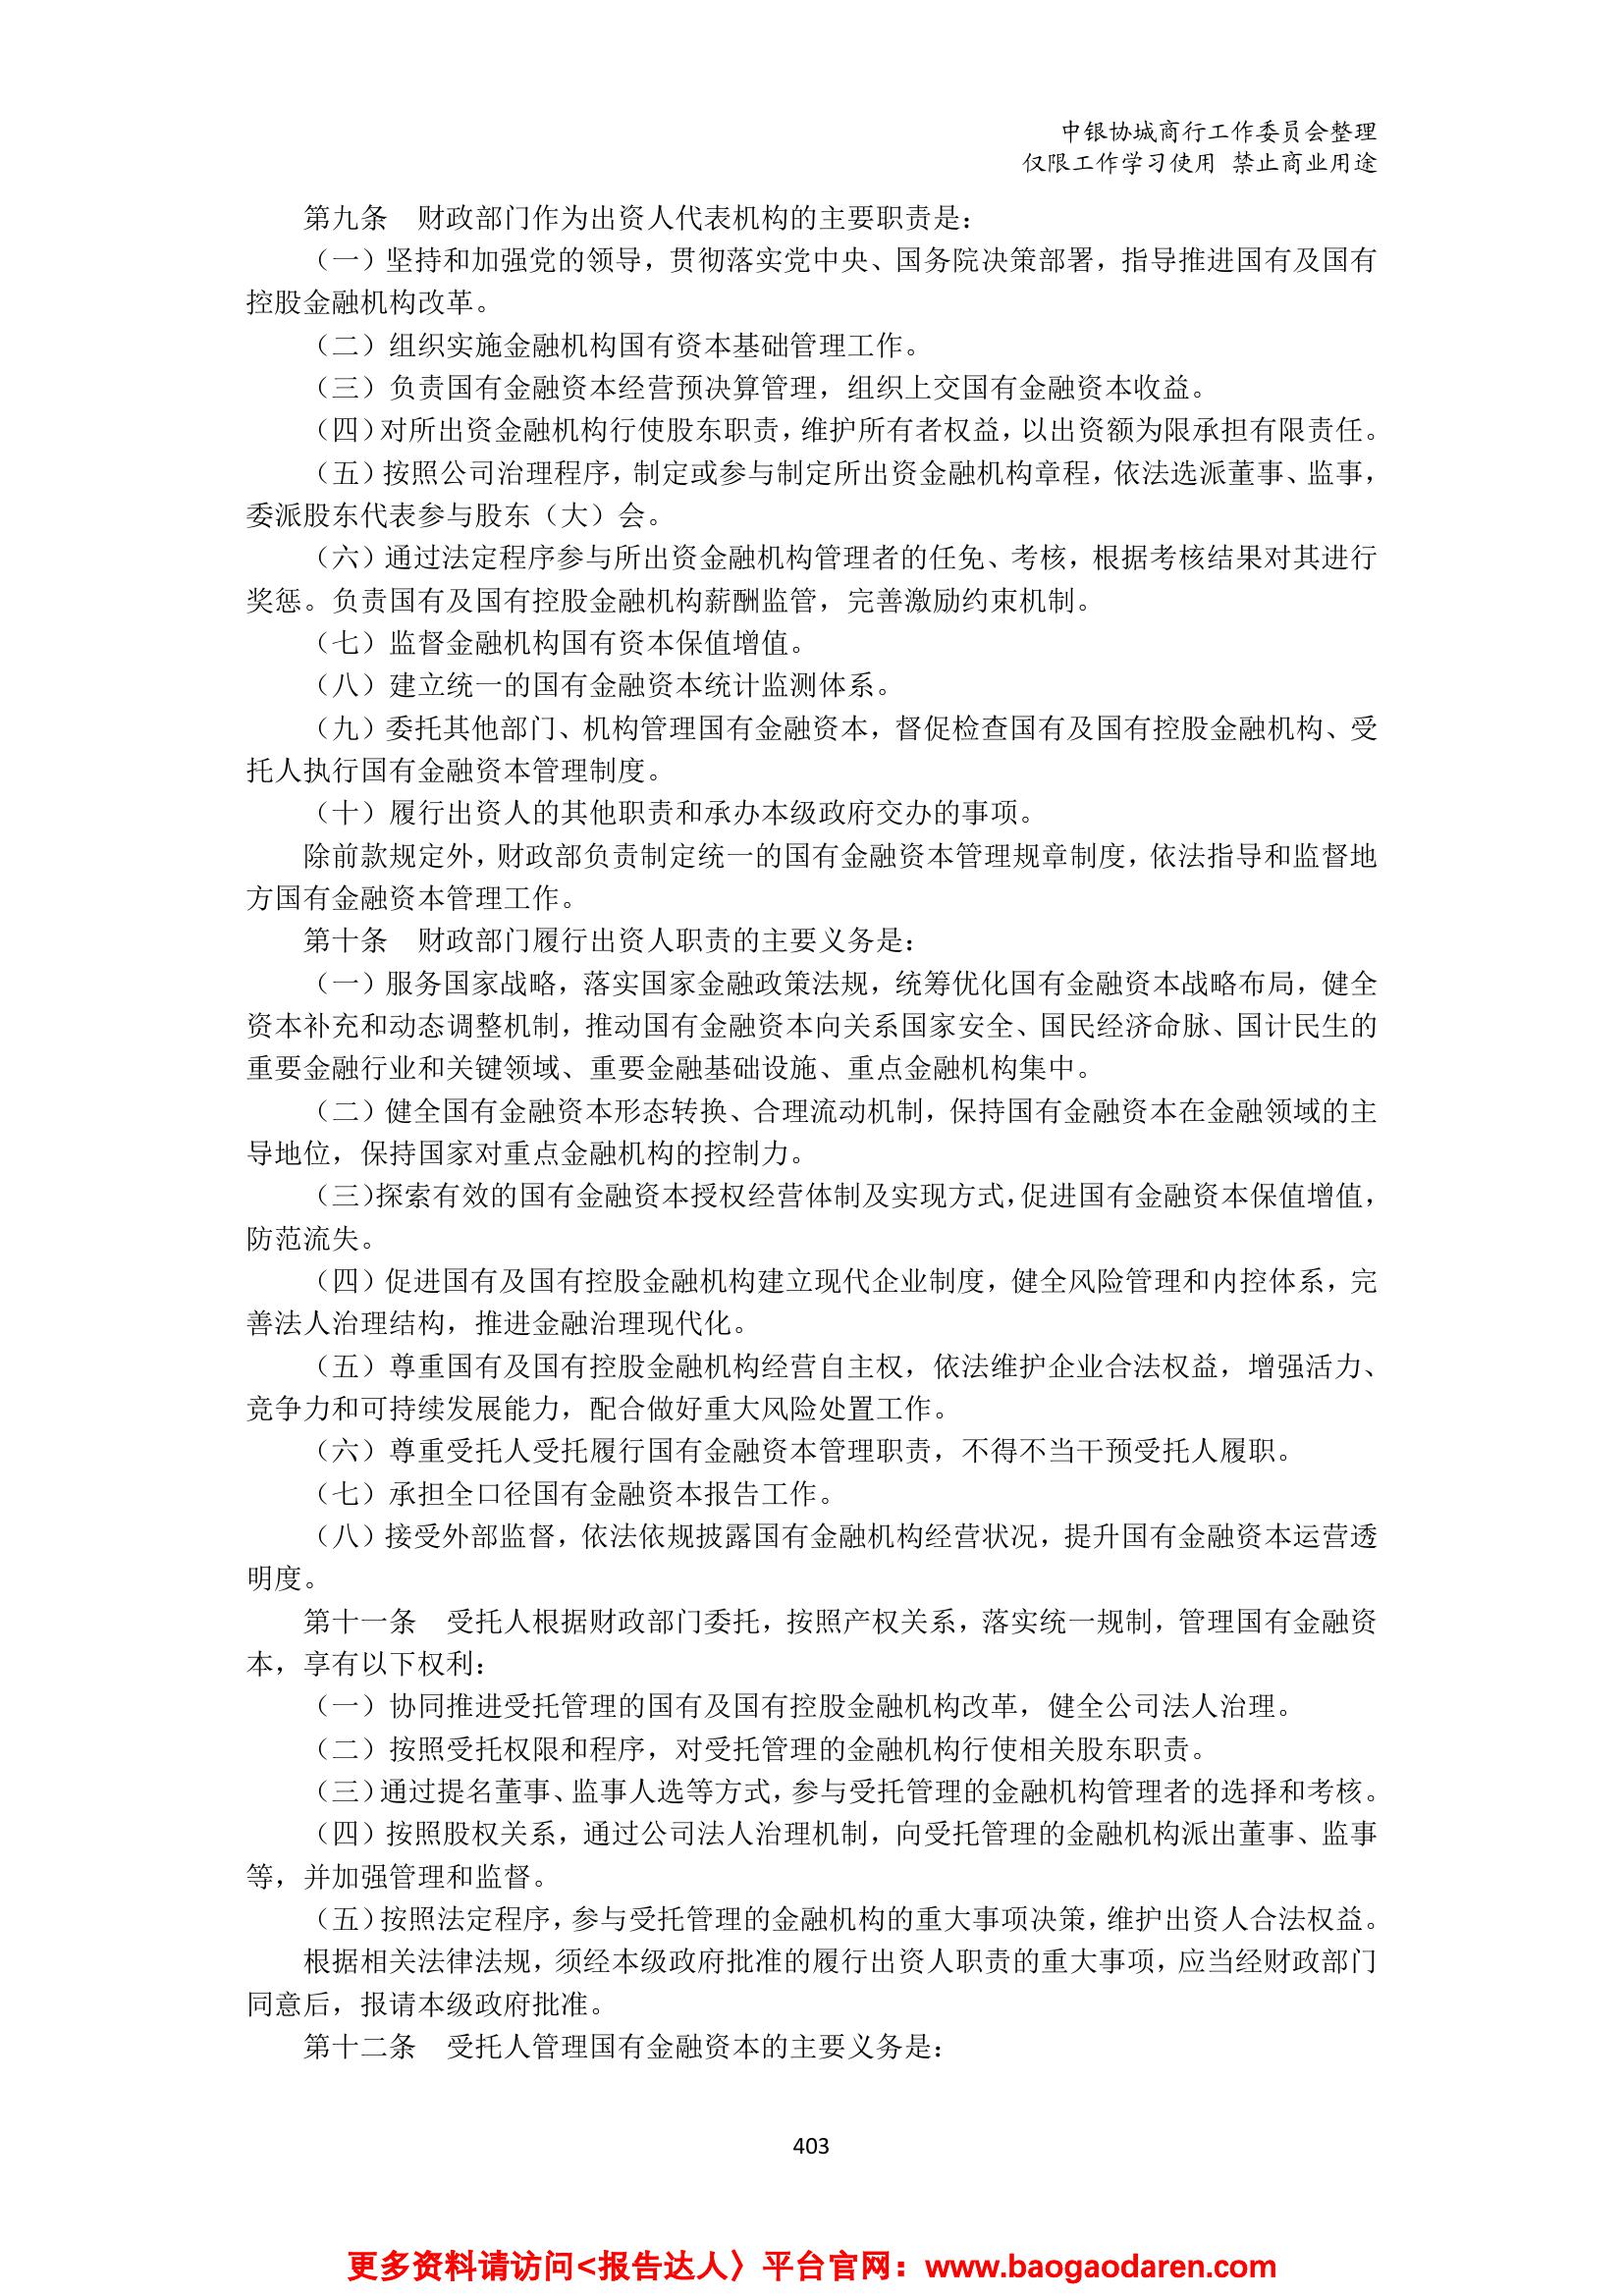 中银协城商行工作委员会整理
仅限工作学习使用 禁止商业用途
第九条　财政部门作为出资人代表机构的主要职责是：
（一）坚持和加强党的领导，贯彻落实党中央、国务院决策部署，指导推进国有及国有
控股金融机构改革。
（二）组织实施金融机构国有资本基础管理工作。
（三）负责国有金融资本经营预决算管理，组织上交国有金融资本收益。
（四）对所出资金融机构行使股东职责，维护所有者权益，以出资额为限承担有限责任。
（五）按照公司治理程序，制定或参与制定所出资金融机构章程，依法选派董事、监事，
委派股东代表参与股东（大）会。
（六）通过法定程序参与所出资金融机构管理者的任免、考核，根据考核结果对其进行
奖惩。负责国有及国有控股金融机构薪酬监管，完善激励约束机制。
（七）监督金融机构国有资本保值增值。
（八）建立统一的国有金融资本统计监测体系。
（九）委托其他部门、机构管理国有金融资本，督促检查国有及国有控股金融机构、受
托人执行国有金融资本管理制度。
（十）履行出资人的其他职责和承办本级政府交办的事项。
除前款规定外，财政部负责制定统一的国有金融资本管理规章制度，依法指导和监督地
方国有金融资本管理工作。
第十条　财政部门履行出资人职责的主要义务是：
（一）服务国家战略，落实国家金融政策法规，统筹优化国有金融资本战略布局，健全
资本补充和动态调整机制，推动国有金融资本向关系国家安全、国民经济命脉、国计民生的
重要金融行业和关键领域、重要金融基础设施、重点金融机构集中。
（二）健全国有金融资本形态转换、合理流动机制，保持国有金融资本在金融领域的主
导地位，保持国家对重点金融机构的控制力。
（三）探索有效的国有金融资本授权经营体制及实现方式，促进国有金融资本保值增值，
防范流失。
（四）促进国有及国有控股金融机构建立现代企业制度，健全风险管理和内控体系，完
善法人治理结构，推进金融治理现代化。
（五）尊重国有及国有控股金融机构经营自主权，依法维护企业合法权益，增强活力、
竞争力和可持续发展能力，配合做好重大风险处置工作。
（六）尊重受托人受托履行国有金融资本管理职责，不得不当干预受托人履职。
（七）承担全口径国有金融资本报告工作。
（八）接受外部监督，依法依规披露国有金融机构经营状况，提升国有金融资本运营透
明度。
第十一条　受托人根据财政部门委托，按照产权关系，落实统一规制，管理国有金融资
本，享有以下权利：
（一）协同推进受托管理的国有及国有控股金融机构改革，健全公司法人治理。
（二）按照受托权限和程序，对受托管理的金融机构行使相关股东职责。
（三）通过提名董事、监事人选等方式，参与受托管理的金融机构管理者的选择和考核。
（四）按照股权关系，通过公司法人治理机制，向受托管理的金融机构派出董事、监事
等，并加强管理和监督。
（五）按照法定程序，参与受托管理的金融机构的重大事项决策，维护出资人合法权益。
根据相关法律法规，须经本级政府批准的履行出资人职责的重大事项，应当经财政部门
同意后，报请本级政府批准。
第十二条　受托人管理国有金融资本的主要义务是：
403
更多资料请访问<报告达人〉平台官网：www.baogaodaren.com